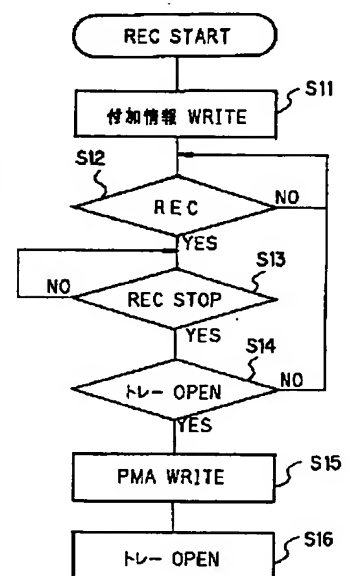 REC START
S11
付加情報 WRITE
S12
REC
NO
YES
S13
NO
REC STOP
YES
S14
トレー OPEN
NO
YES
S15
PMA WRITE
S16
トレー OPEN